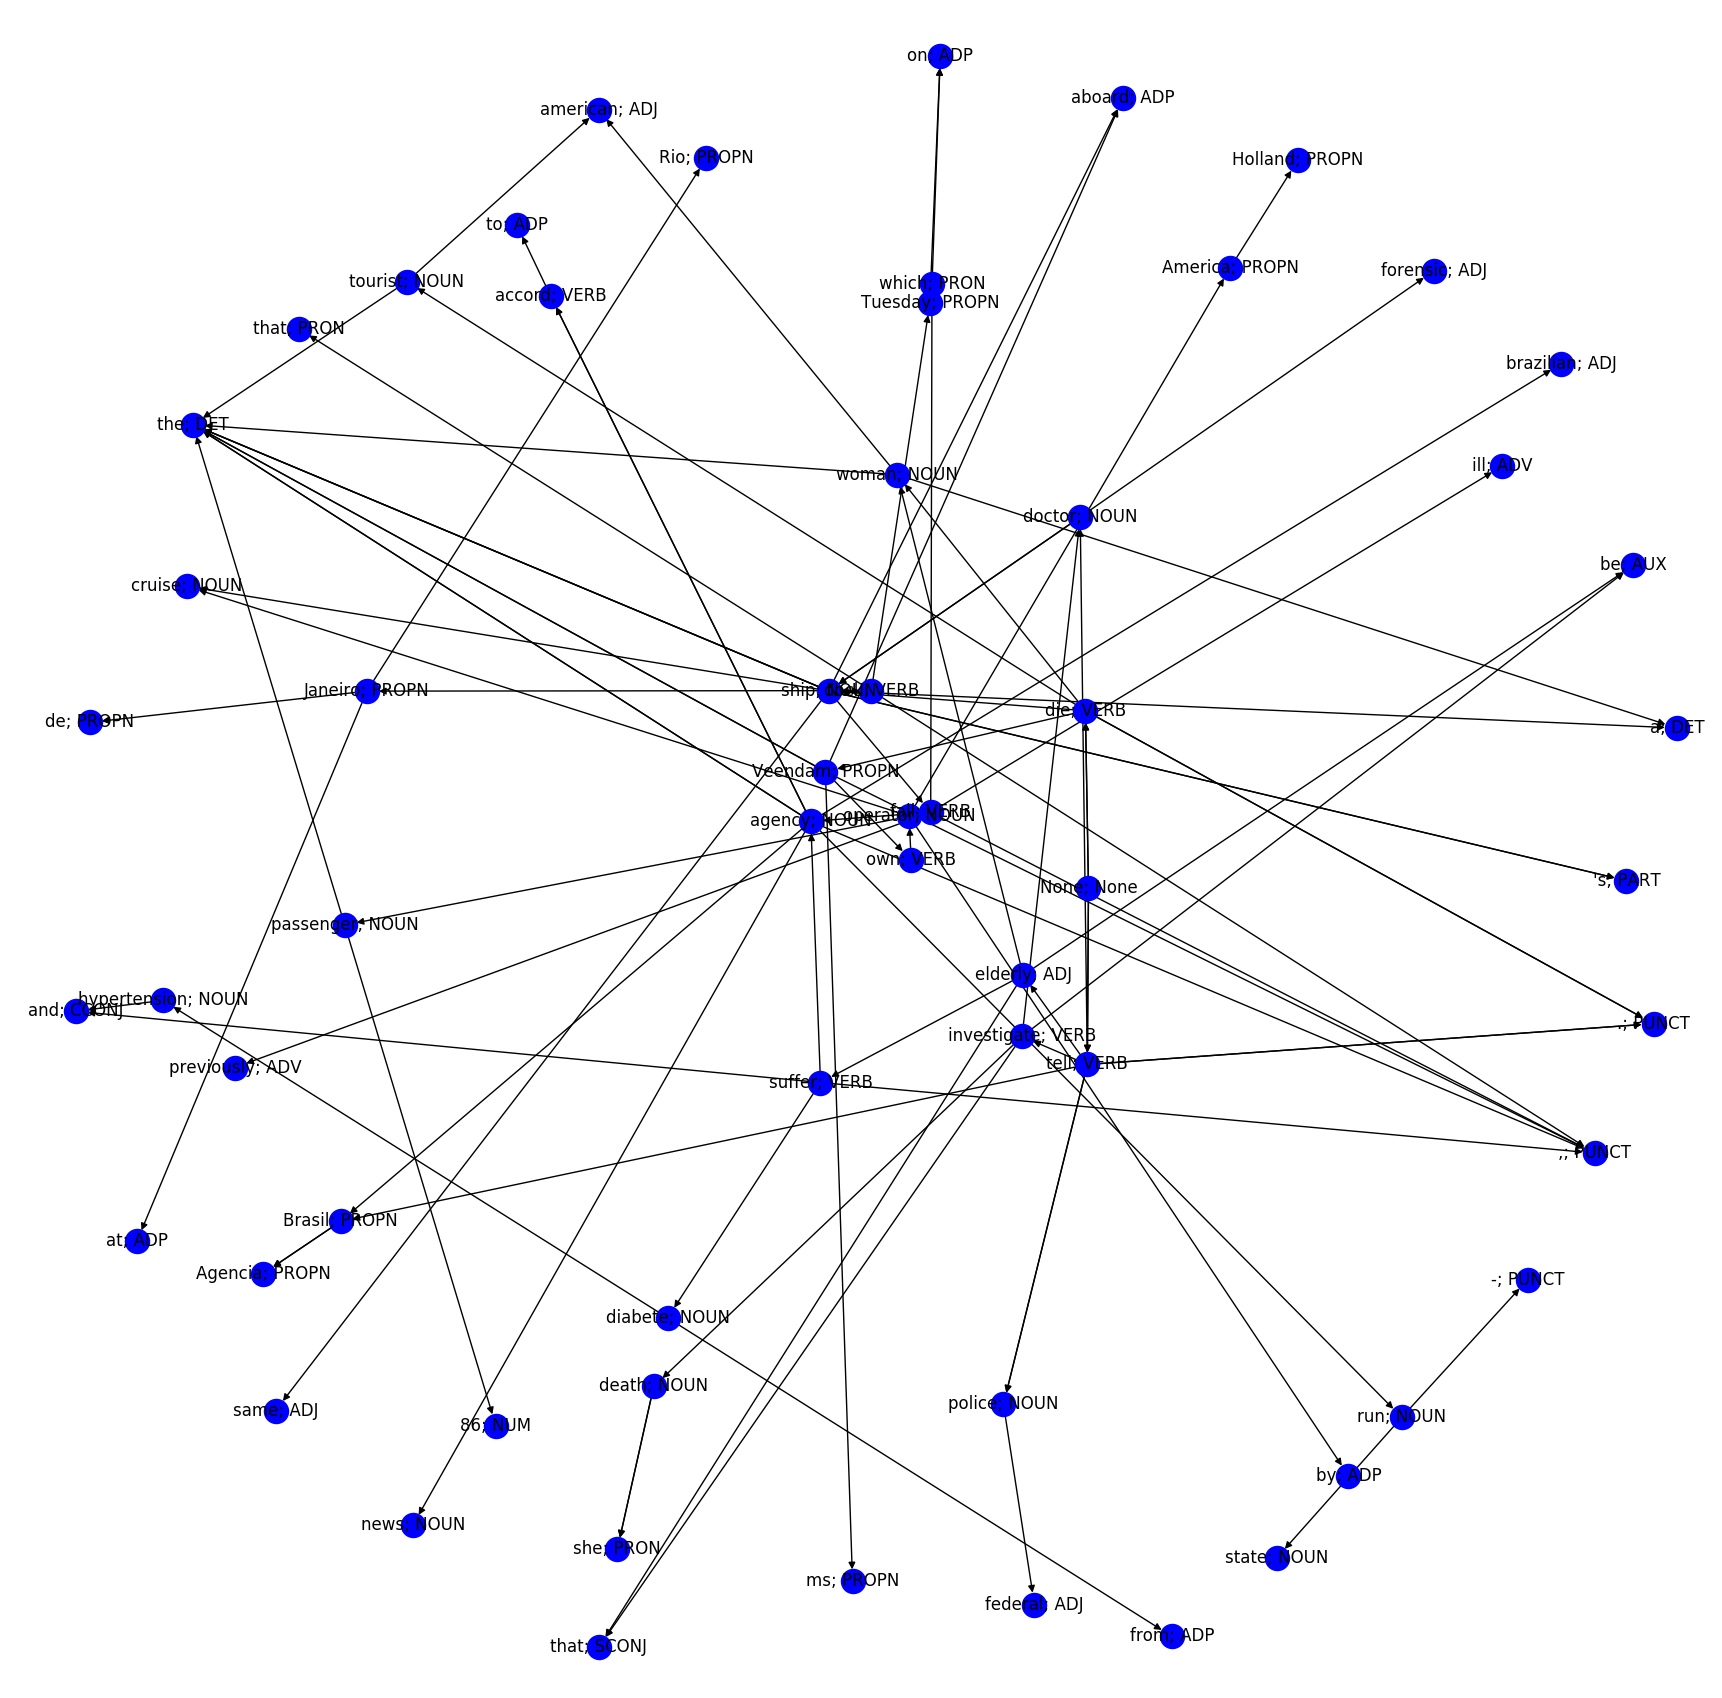 on; ADP
aboard; ADP
american; ADJ
Rio; PROPN
Holland; PROPN
to; ADP
America; PROPN
forensic; ADJ
tourist; NOUN
which; PRON
accord; VERB
Tuesday; PROPN
that; PRON
brazilian; ADJ
the; DET
ill; ADV
woman; NOUN
doctor; NOUN
be; AUX
cruise; NOUN
Janeiro; PROPN
ship; NOUN
VERB
die; VERB
de; PROPN
a; DET
Veendam; PROPN
fall; VERB
operator; NOUN
agency; NOUN
own; VERB
's; PART
None; None
passenger; NOUN
elderly; ADJ
hypertension; NOUN
and; CCONJ
.; PUNCT
investigate; VERB
tell; VERB
previously; ADV
suffer; VERB
,; PUNCT
Brasil; PROPN
at; ADP
Agencia; PROPN
-; PUNCT
diabete; NOUN
death; NOUN
police; NOUN
same; ADJ
run; NOUN
86; NUM
by; ADP
news; NOUN
she; PRON
state; NOUN
ms; PROPN
federal; ADJ
from; ADP
that; SCONJ